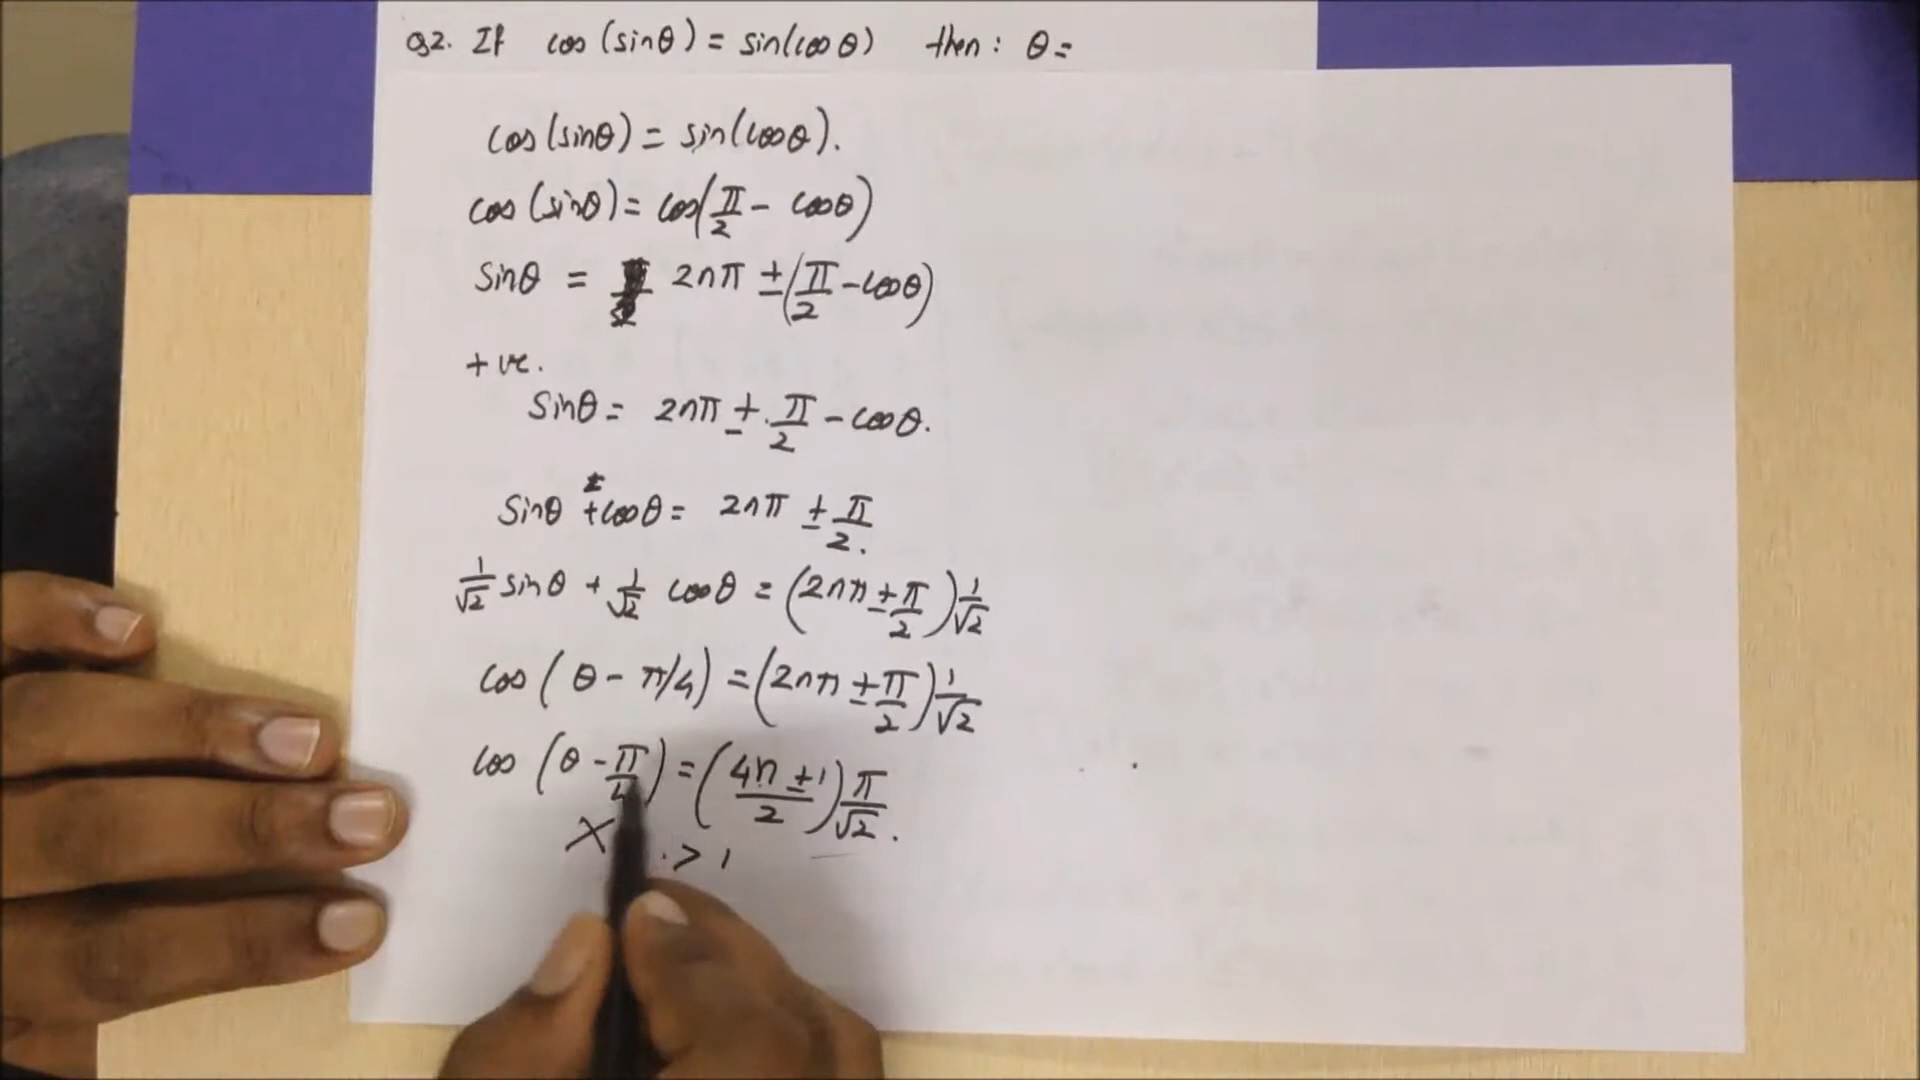 Q2. If cos (sinθ) = sin(cosθ) then : θ =
cos (sinθ) = sin(cosθ).
cos (sinθ) = cos(π/2 - cosθ)
sinθ = 2nπ ± (π/2 - cosθ)
+ve.
sinθ = 2nπ ± π/2 - cosθ.
sinθ + cosθ = 2nπ ± π/2.
1/√2 sinθ + 1/√2 cosθ = (2nπ ± π/2) 1/√2
cos (θ - π/4) = (2nπ ± π/2) 1/√2
cos (θ - π/4) = (4n ± 1/2) π/√2.
X > 1